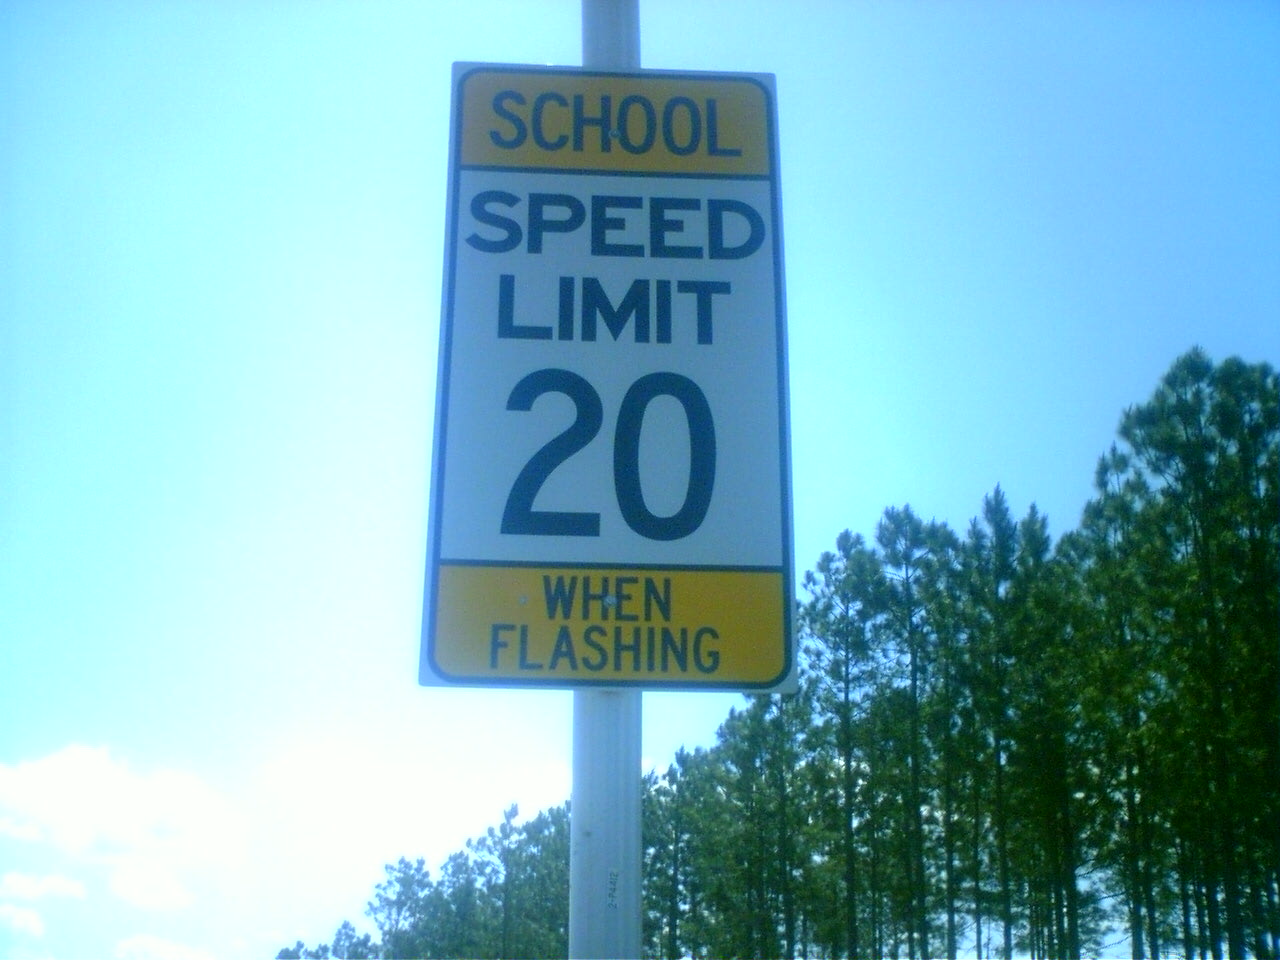 SCHOOL
SPEED
LIMIT
20
WHEN
FLASHING